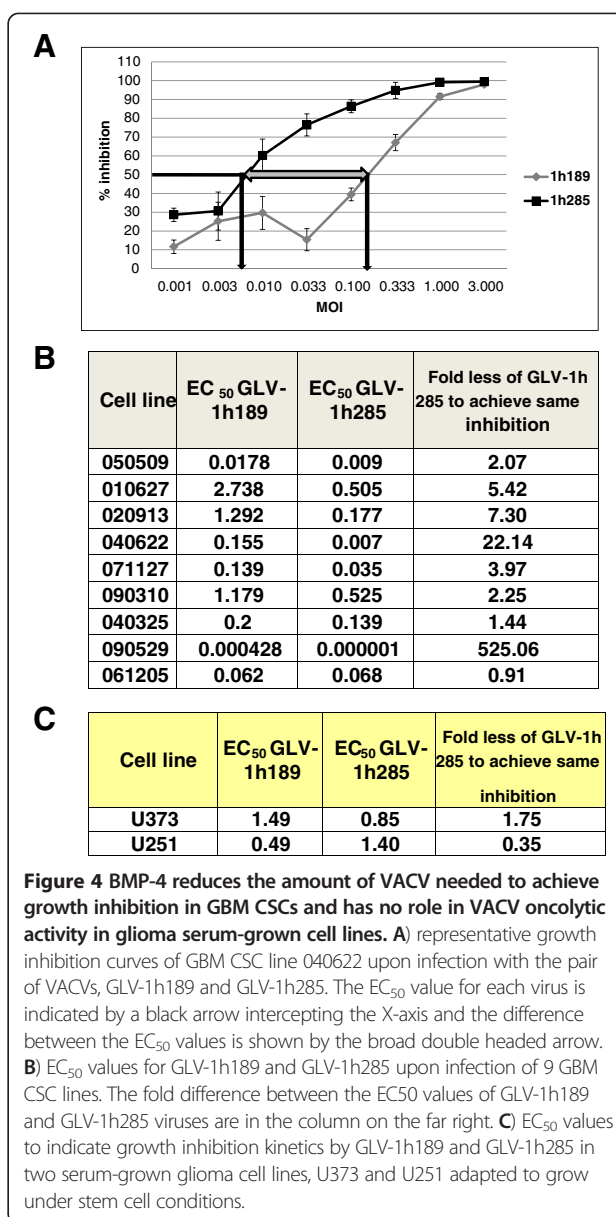 A
110
100
90
80
70
60
50
40
30
20
10
0
% inhibition
0.001 0.003 0.010 0.033 0.100 0.333 1.000 3.000
MOI
1h189
1h285
B
Cell line EC50 GLV-1h189 EC50 GLV-1h285 Fold less of GLV-1h 285 to achieve same inhibition
050509 0.0178 0.009 2.07
010627 2.738 0.505 5.42
020913 1.292 0.177 7.30
040622 0.155 0.007 22.14
071127 0.139 0.035 3.97
090310 1.179 0.525 2.25
040325 0.2 0.139 1.44
090529 0.000428 0.000001 525.06
061205 0.062 0.068 0.91
C
Cell line EC50 GLV-1h189 EC50 GLV-1h285 Fold less of GLV-1h 285 to achieve same inhibition
U373 1.49 0.85 1.75
U251 0.49 1.40 0.35
Figure 4 BMP-4 reduces the amount of VACV needed to achieve
growth inhibition in GBM CSCs and has no role in VACV oncolytic
activity in glioma serum-grown cell lines. A) representative growth
inhibition curves of GBM CSC line 040622 upon infection with the pair
of VACVs, GLV-1h189 and GLV-1h285. The EC50 value for each virus is
indicated by a black arrow intercepting the X-axis and the difference
between the EC50 values is shown by the broad double headed arrow.
B) EC50 values for GLV-1h189 and GLV-1h285 upon infection of 9 GBM
CSC lines. The fold difference between the EC50 values of GLV-1h189
and GLV-1h285 viruses are in the column on the far right. C) EC50 values
to indicate growth inhibition kinetics by GLV-1h189 and GLV-1h285 in
two serum-grown glioma cell lines, U373 and U251 adapted to grow
under stem cell conditions.